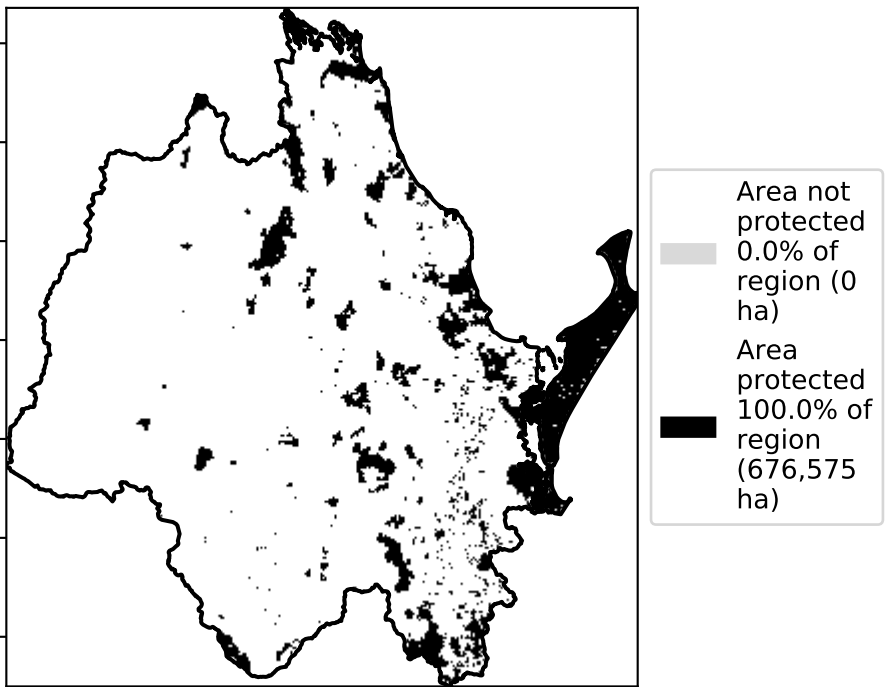 Area not
protected
0.0% of
region (0
ha)
Area
protected
100.0% of
region
(676,575
ha)